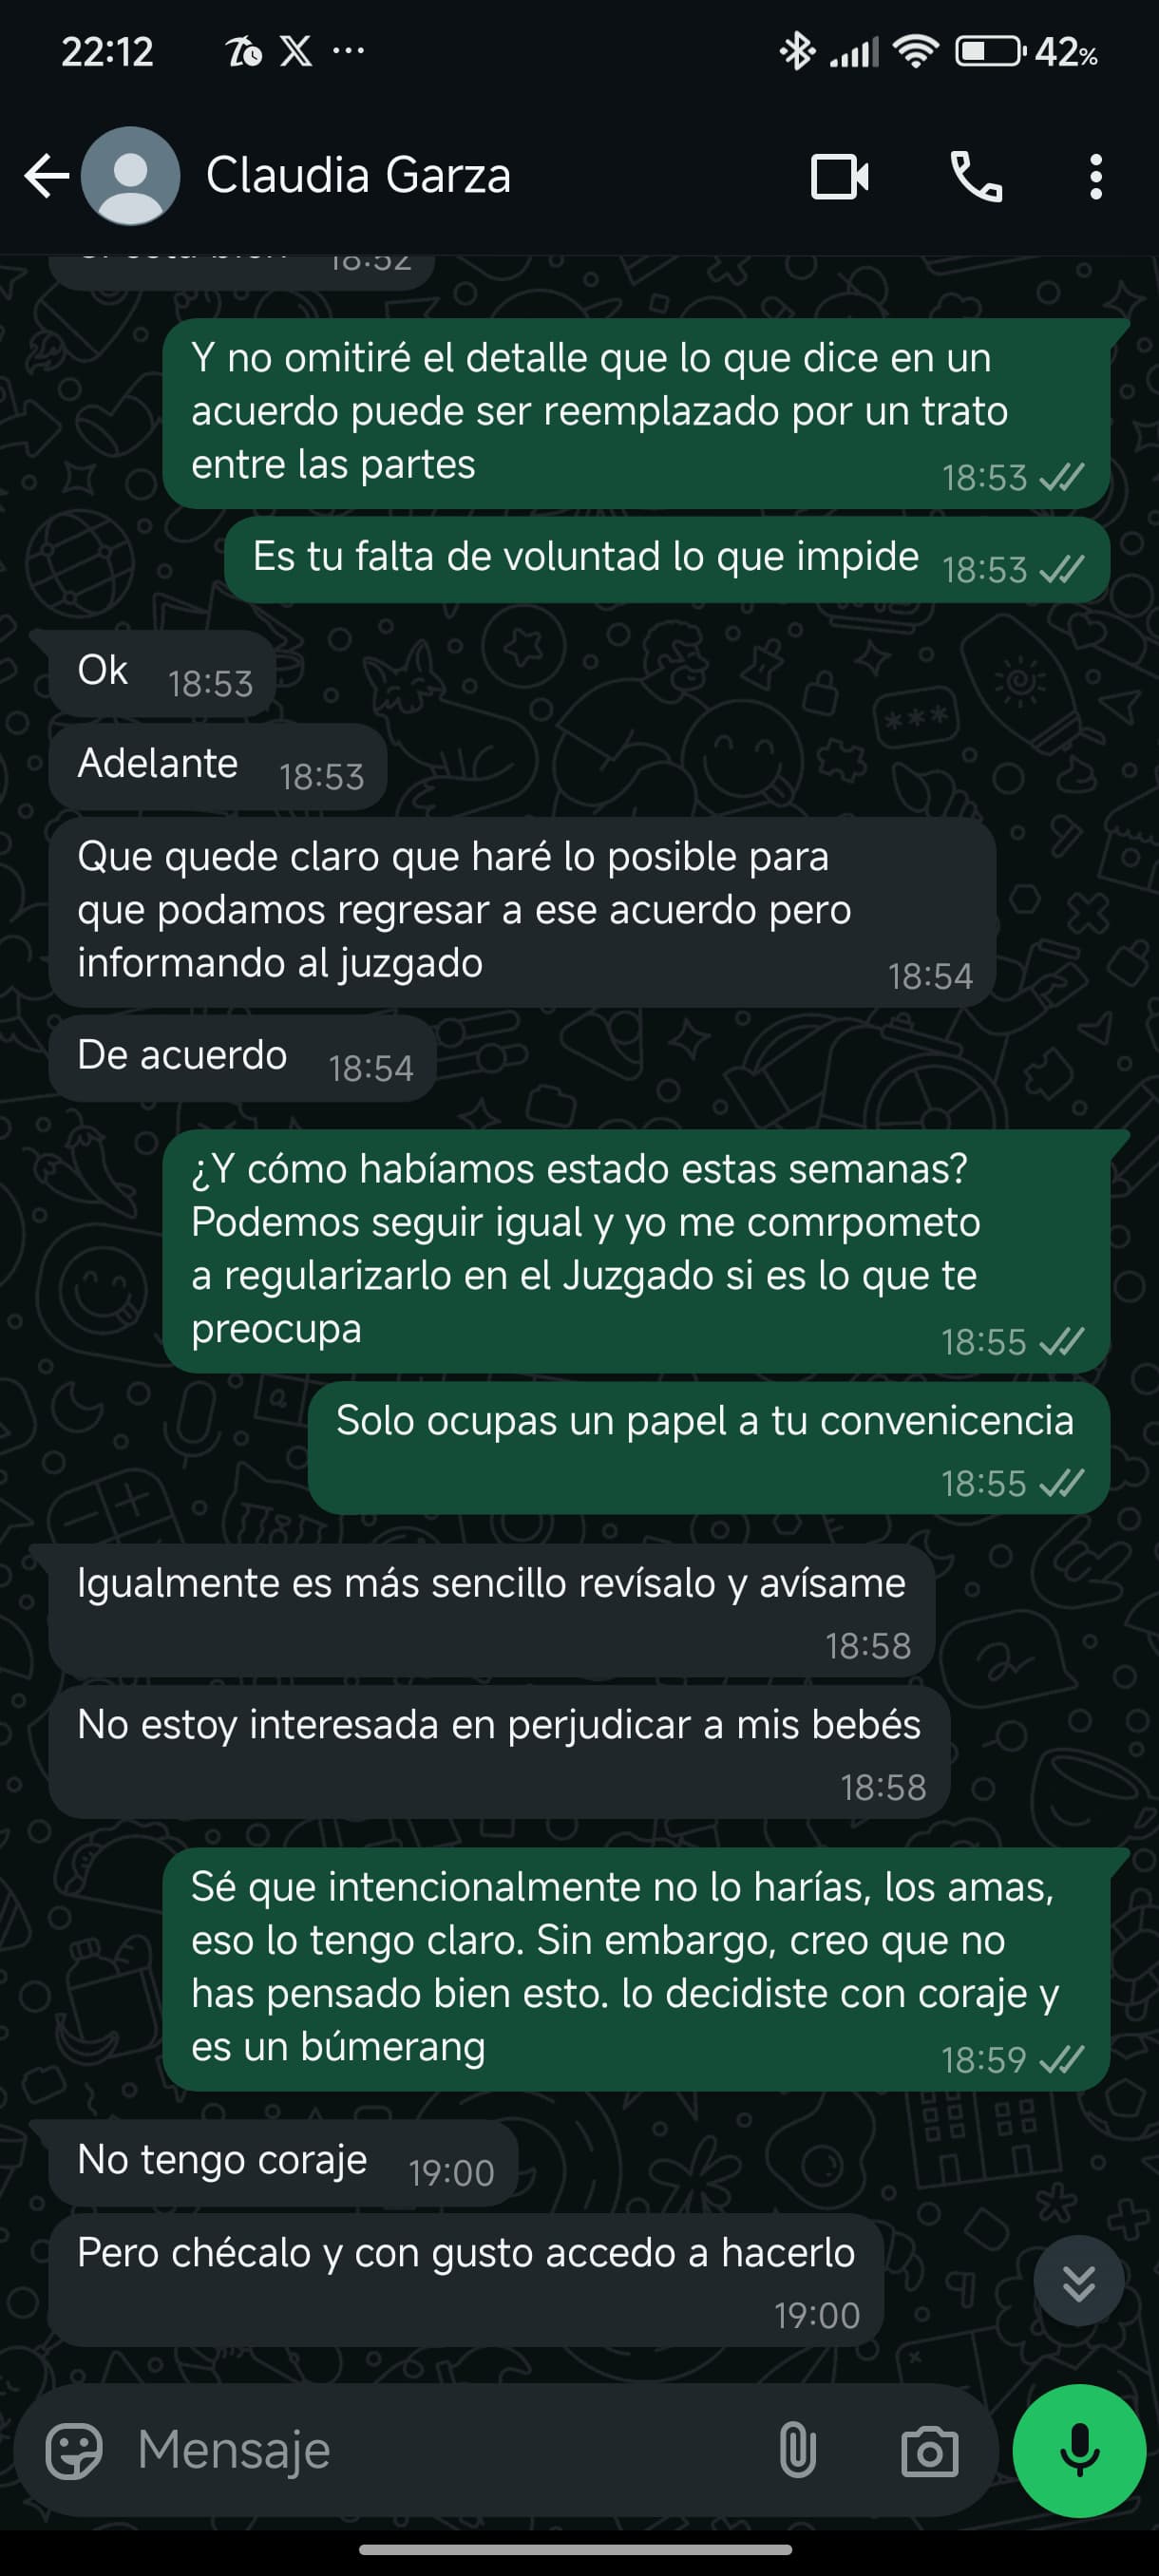 22:12
X
42%
Claudia Garza
18:52
Y no omitiré el detalle que lo que dice en un
acuerdo puede ser reemplazado por un trato
entre las partes
18:53
Es tu falta de voluntad lo que impide 18:53
Ok 18:53
Adelante 18:53
Que quede claro que haré lo posible para
que podamos regresar a ese acuerdo pero
informando al juzgado
18:54
De acuerdo 18:54
¿Y cómo habíamos estado estas semanas?
Podemos seguir igual y yo me comrpometo
a regularizarlo en el Juzgado si es lo que te
preocupa
18:55
Solo ocupas un papel a tu convenicencia
18:55
Igualmente es más sencillo revísalo y avísame
18:58
No estoy interesada en perjudicar a mis bebés
18:58
Sé que intencionalmente no lo harías, los amas,
eso lo tengo claro. Sin embargo, creo que no
has pensado bien esto. lo decidiste con coraje y
es un búmerang
18:59
No tengo coraje 19:00
Pero chécalo y con gusto accedo a hacerlo
19:00
Mensaje